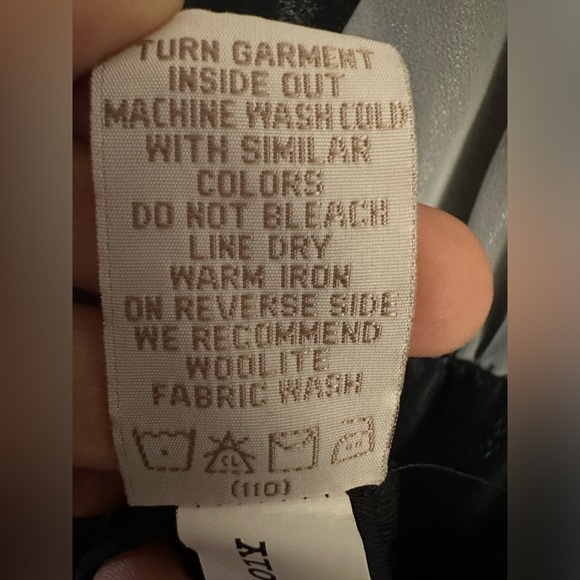 TURN GARMENT
INSIDE OUT
MACHINE WASH COLD
WITH SIMILAR
COLORS
DO NOT BLEACH
LINE DRY
WARM IRON
ON REVERSE SIDE
WE RECOMMEND
WOOLITE
FABRIC WASH
CL
(110)